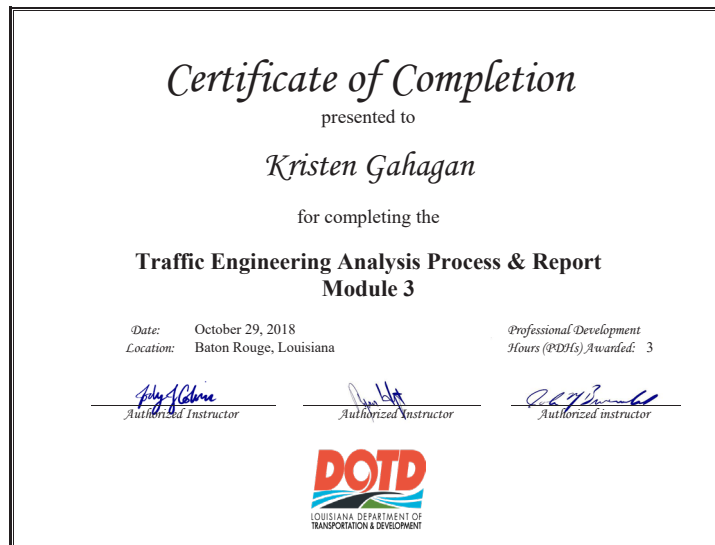 Certificate of Completion
presented to
Kristen Gahagan
for completing the
Traffic Engineering Analysis Process & Report
Module 3
Date: October 29, 2018
Location: Baton Rouge, Louisiana
Professional Development
Hours (PDHs) Awarded: 3
Authorized Instructor
Authorized Instructor
Authorized instructor
DOTD
LOUISIANA DEPARTMENT OF
TRANSPORTATION & DEVELOPMENT